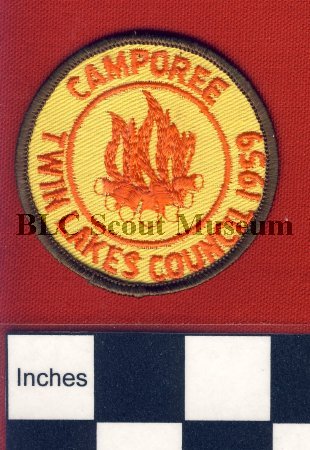 CAMPOREE
TWIN LAKES COUNCIL 1959
BLC Scout Museum
Inches